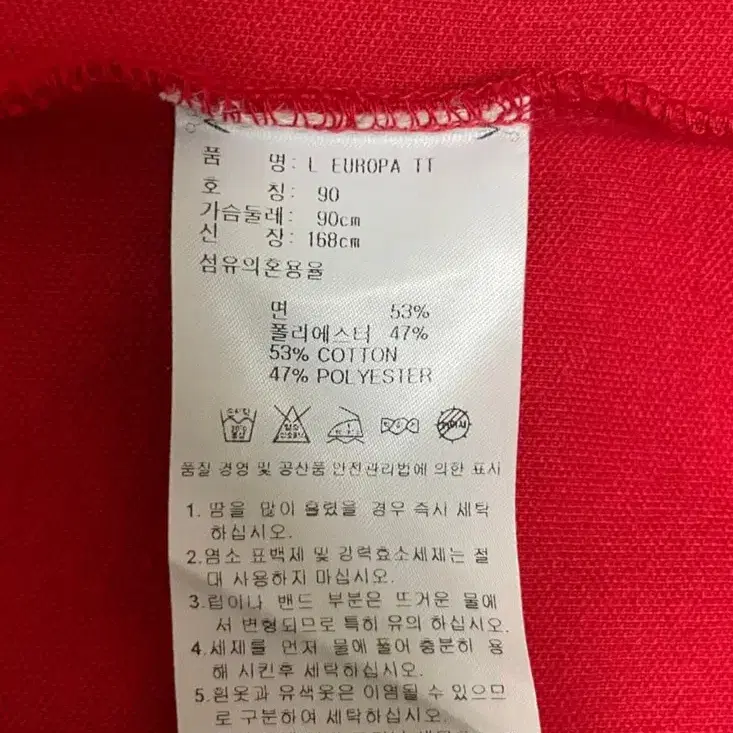 품 명: L EUROPA TT
호 칭: 90
가슴둘레: 90cm
신 장: 168cm
섬유의혼용율
면 53%
폴리에스터 47%
53% COTTON
47% POLYESTER
품질 경영 및 공산품 안전관리법에 의한 표시
1. 땀을 많이 흘렸을 경우 즉시 세탁
하십시오.
2.염소 표백제 및 강력효소세제는 절
대 사용하지 마십시오.
3.립이나 밴드 부분은 뜨거운 물에
서 변형되므로 특히 유의 하십시오.
4.세제를 먼저 물에 풀어 충분히 용
해 시킨후 세탁하십시오.
5.흰옷과 유색옷은 이염될 수 있으므
로 구분하여 세탁하십시오.